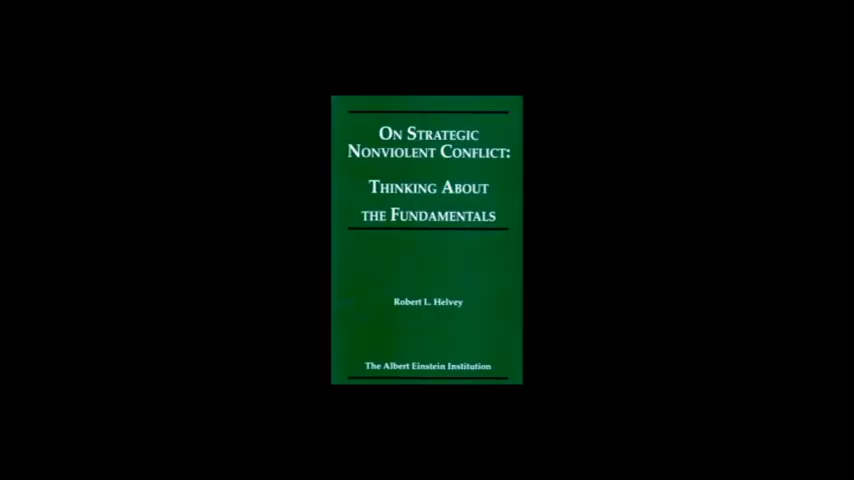 ON STRATEGIC
NONVIOLENT CONFLICT:
THINKING ABOUT
THE FUNDAMENTALS
Robert L. Helvey
The Albert Einstein Institution